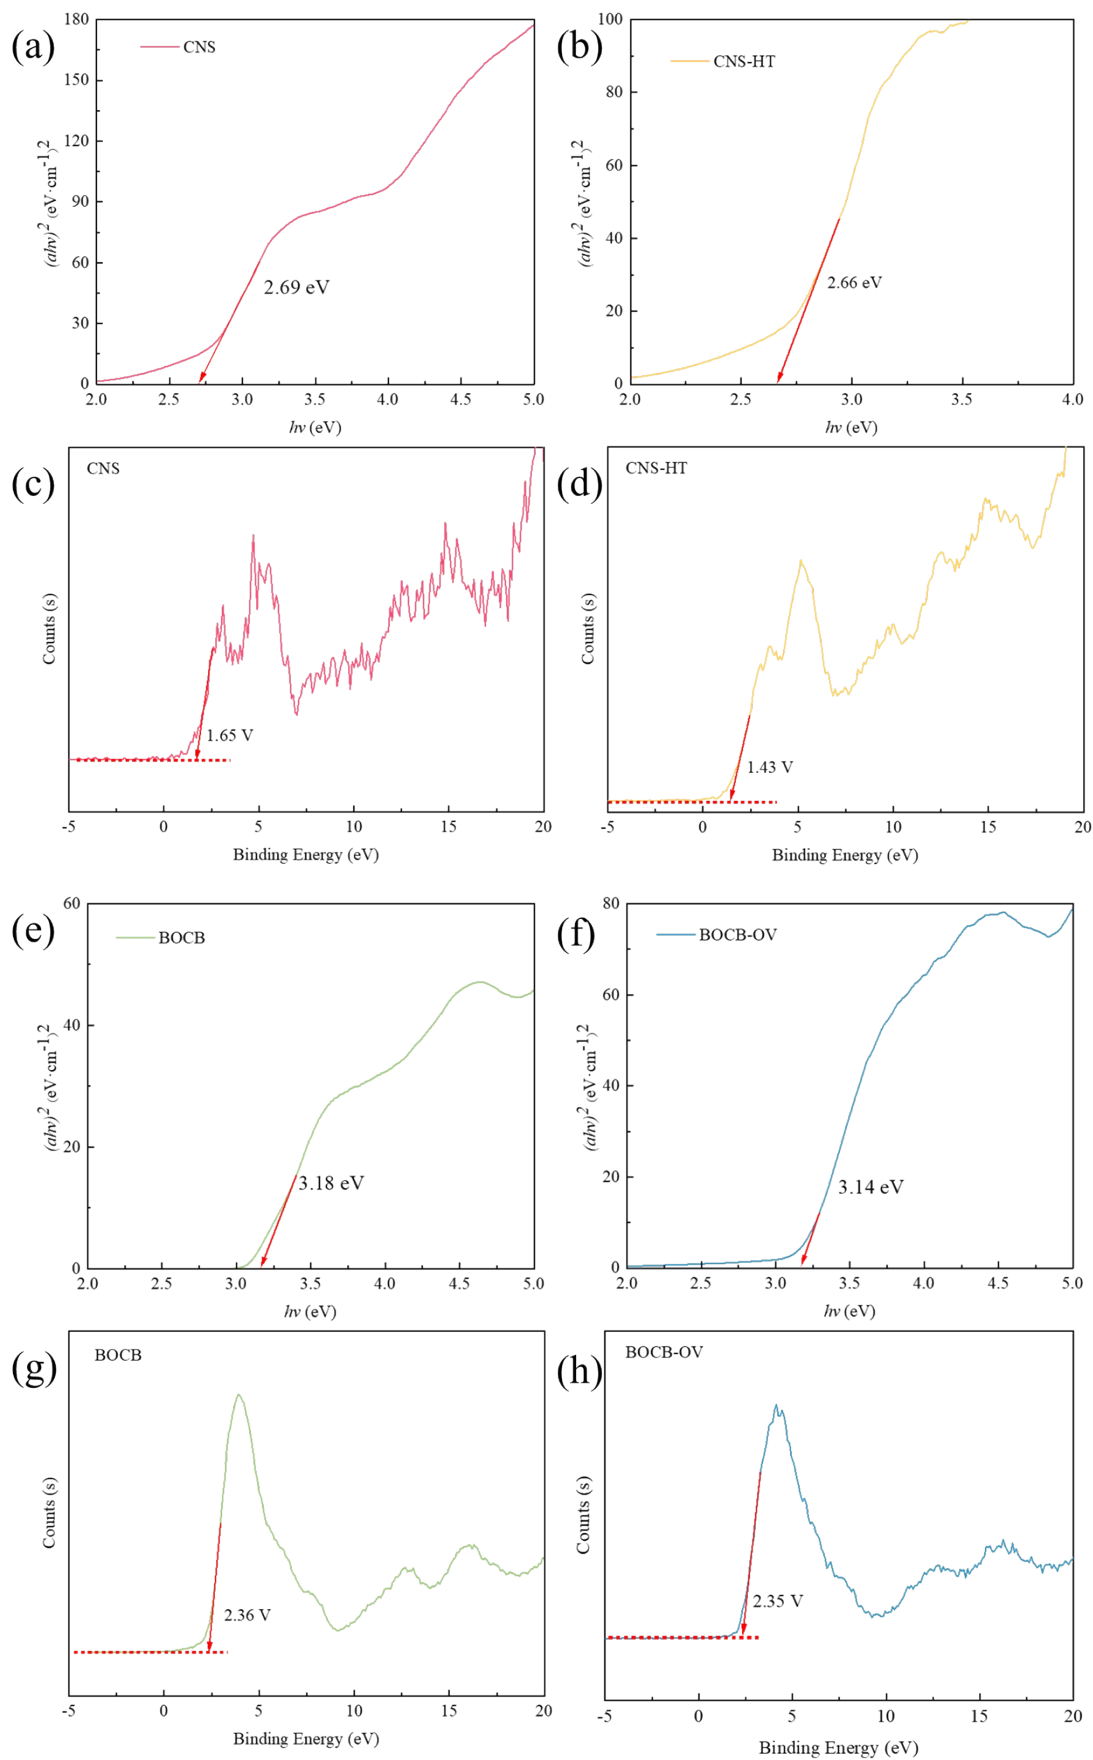 (a)
CNS
180
150
120
90
60
30
0
(ahv)² (eV·cm⁻¹)²
2.69 eV
2.0 2.5 3.0 3.5 4.0 4.5 5.0
hv (eV)
(b)
CNS-HT
100
80
60
40
20
0
(ahv)² (eV·cm⁻¹)²
2.66 eV
2.0 2.5 3.0 3.5 4.0
hv (eV)
(c)
CNS
Counts (s)
1.65 V
-5 0 5 10 15 20
Binding Energy (eV)
(d)
CNS-HT
Counts (s)
1.43 V
-5 0 5 10 15 20
Binding Energy (eV)
(e)
BOCB
60
40
20
0
(ahv)² (eV·cm⁻¹)²
3.18 eV
2.0 2.5 3.0 3.5 4.0 4.5 5.0
hv (eV)
(f)
BOCB-OV
80
60
40
20
0
(ahv)² (eV·cm⁻¹)²
3.14 eV
2.0 2.5 3.0 3.5 4.0 4.5 5.0
hv (eV)
(g)
BOCB
Counts (s)
2.36 V
-5 0 5 10 15 20
Binding Energy (eV)
(h)
BOCB-OV
Counts (s)
2.35 V
-5 0 5 10 15 20
Binding Energy (eV)